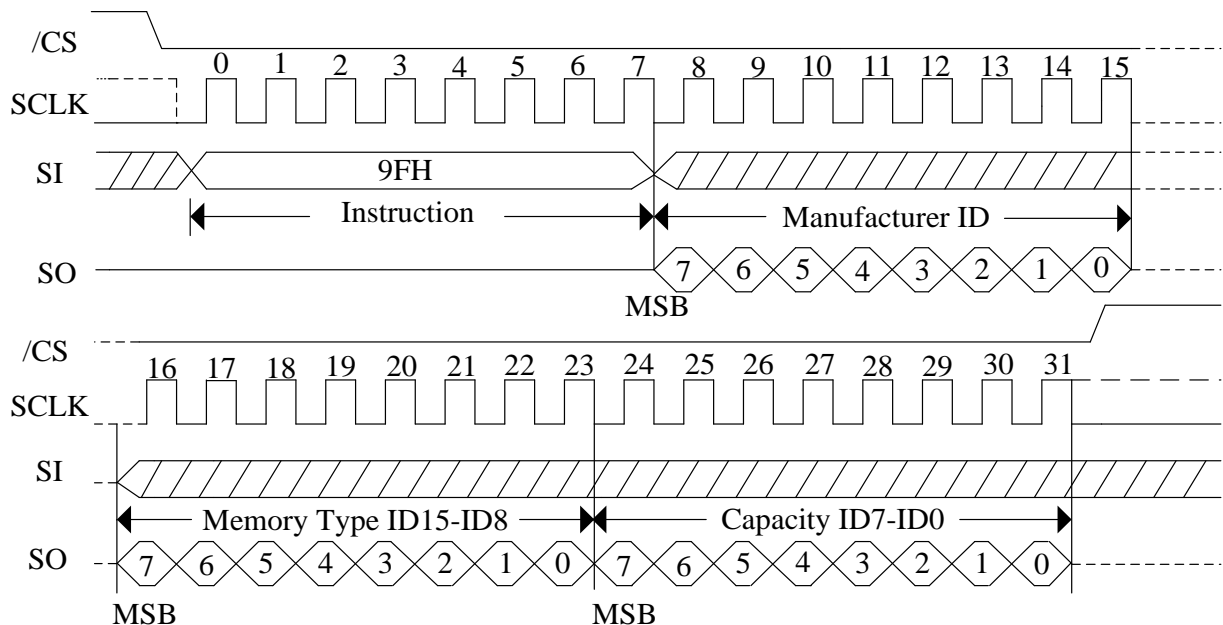 /CS
0 1 2 3 4 5 6 7 8 9 10 11 12 13 14 15
SCLK
SI 9FH
Instruction Manufacturer ID
SO 7 6 5 4 3 2 1 0
MSB
/CS
16 17 18 19 20 21 22 23 24 25 26 27 28 29 30 31
SCLK
SI
Memory Type ID15-ID8 Capacity ID7-ID0
SO 7 6 5 4 3 2 1 0 7 6 5 4 3 2 1 0
MSB MSB